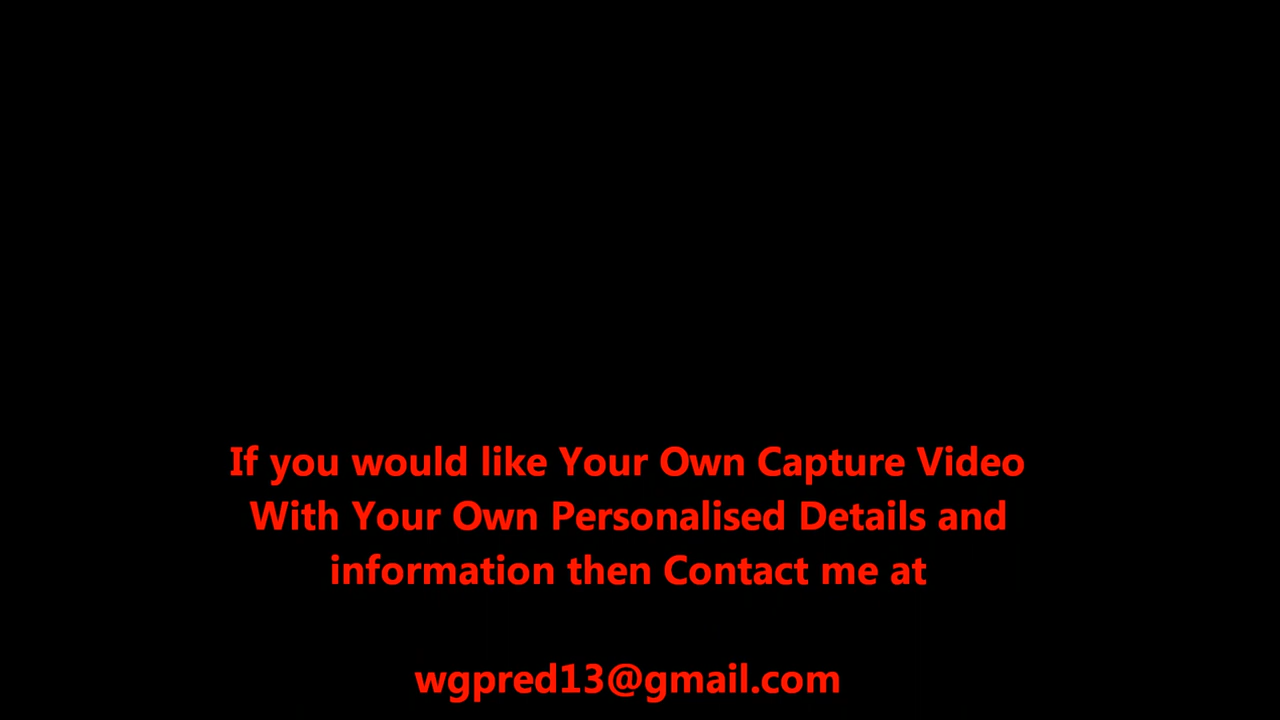 If you would like Your Own Capture Video
With Your Own Personalised Details and
information then Contact me at
wgpred13@gmail.com